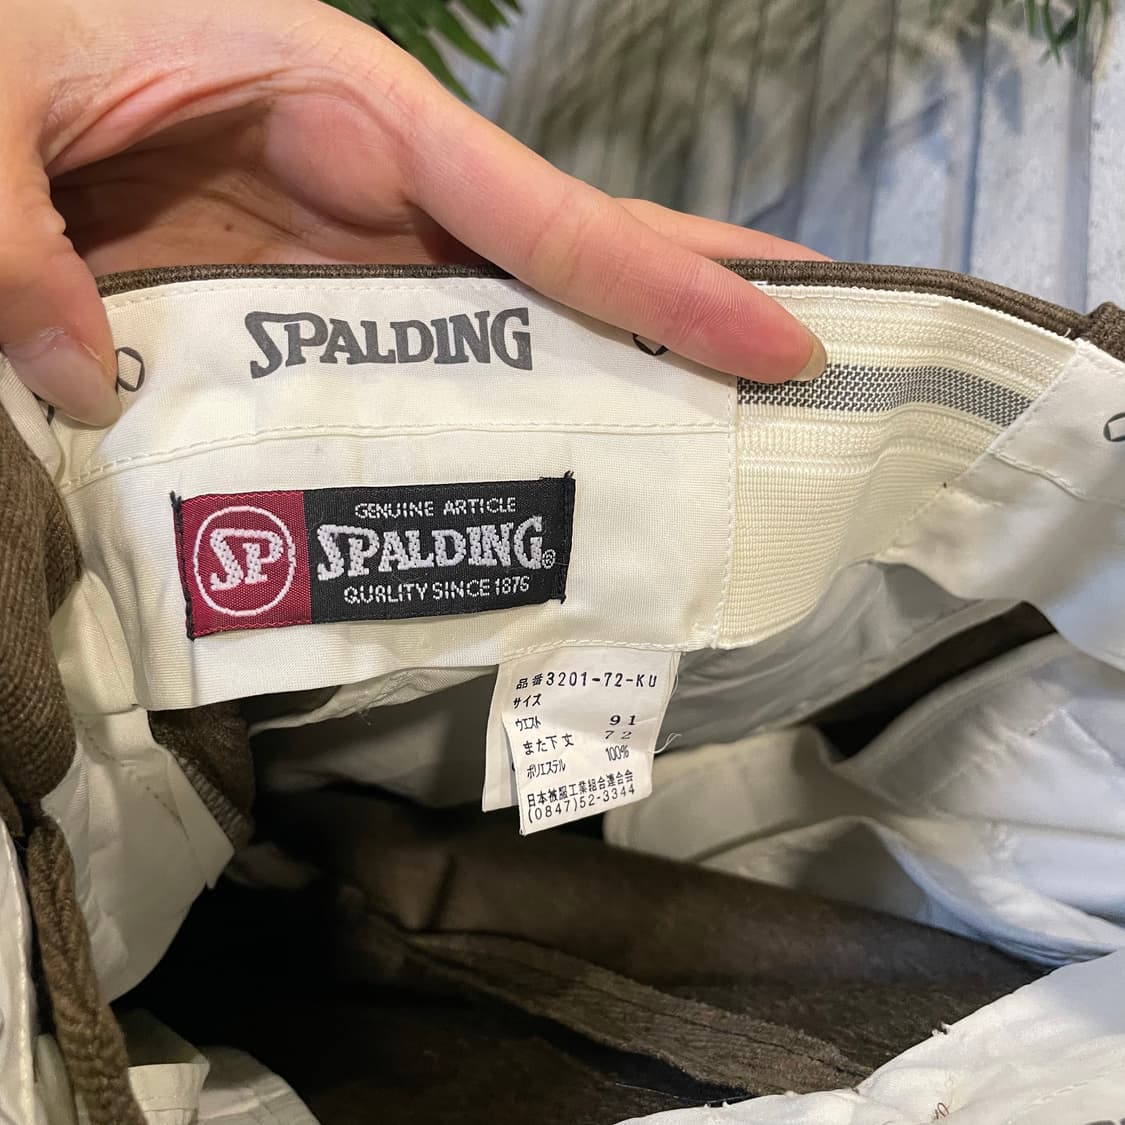 SPALDING
SP
GENUINE ARTICLE
SPALDING®
QUALITY SINCE 1876
品番3201-72-KU
サイズ
ウエスト 91
また下丈 72
ポリエステル 100%
日本被服工業組合連合会
(0847)52-3344